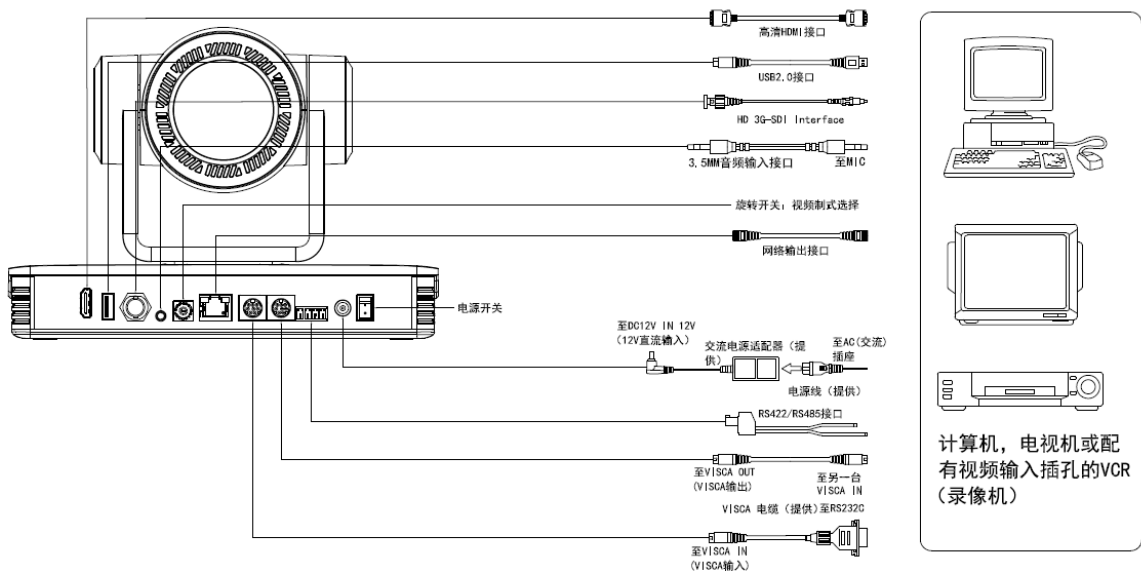 高清HDMI接口
USB2.0接口
HD 3G-SDI Interface
3.5MM音频输入接口
至MIC
旋转开关：视频制式选择
网络输出接口
电源开关
至DC12V IN 12V
（12V直流输入）
交流电源适配器（提
供）
至AC(交流)
插座
电源线（提供）
RS422/RS485接口
至VISCA OUT
(VISCA输出)
至另一台
VISCA IN
VISCA 电缆（提供）至RS232C
至VISCA IN
(VISCA输入)
计算机，电视机或配
有视频输入插孔的VCR
（录像机）